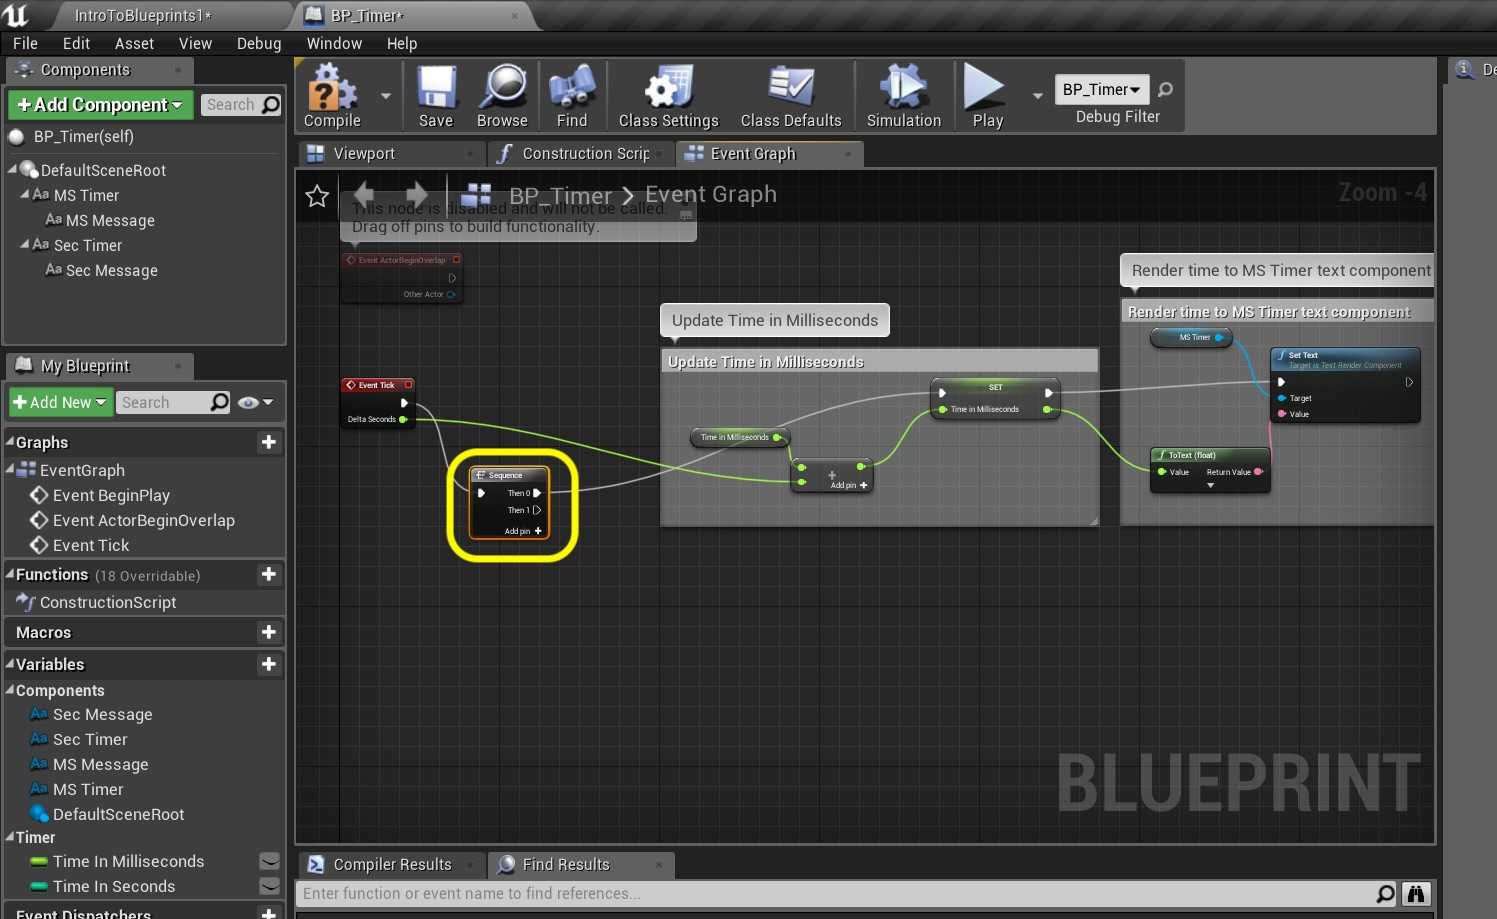 IntroToBlueprints1*
BP_Timer*
File Edit Asset View Debug Window Help
Components
+Add Component
Search
BP_Timer(self)
DefaultSceneRoot
Aa MS Timer
Aa MS Message
Aa Sec Timer
Aa Sec Message
My Blueprint
+Add New
Search
Graphs
EventGraph
Event BeginPlay
Event ActorBeginOverlap
Event Tick
Functions (18 Overridable)
ConstructionScript
Macros
Variables
Components
Aa Sec Message
Aa Sec Timer
Aa MS Message
Aa MS Timer
DefaultSceneRoot
Timer
Time In Milliseconds
Time In Seconds
Event Dispatchers
Compile
Save
Browse
Find
Class Settings
Class Defaults
Simulation
Play
BP_Timer
Debug Filter
De
Viewport
Construction Scrip
Event Graph
BP_Timer > Event Graph
Zoom -4
This node is disabled and will not be called.
Drag off pins to build functionality.
Event ActorBeginOverlap
Other Actor
Event Tick
Delta Seconds
Sequence
Then 0
Then 1
Add pin +
Update Time in Milliseconds
Update Time in Milliseconds
Time in Milliseconds
+
Add pin +
SET
Time in Milliseconds
Render time to MS Timer text component
Render time to MS Timer text component
MS Timer
f Set Text
Target is Text Render Component
Target
Value
f ToText (float)
Value Return Value
BLUEPRINT
Compiler Results
Find Results
Enter function or event name to find references...